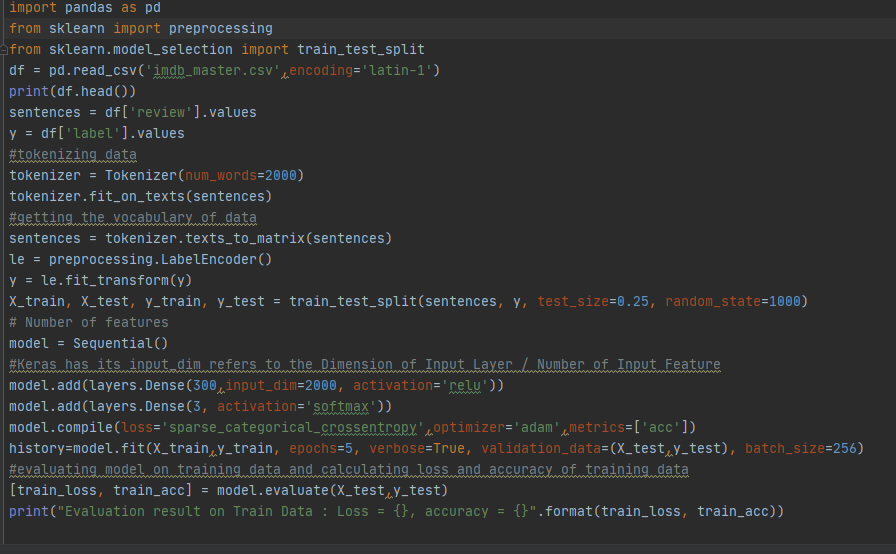 import pandas as pd
from sklearn import preprocessing
from sklearn.model_selection import train_test_split
df = pd.read_csv('imdb_master.csv',encoding='latin-1')
print(df.head())
sentences = df['review'].values
y = df['label'].values
#tokenizing data
tokenizer = Tokenizer(num_words=2000)
tokenizer.fit_on_texts(sentences)
#getting the vocabulary of data
sentences = tokenizer.texts_to_matrix(sentences)
le = preprocessing.LabelEncoder()
y = le.fit_transform(y)
X_train, X_test, y_train, y_test = train_test_split(sentences, y, test_size=0.25, random_state=1000)
# Number of features
model = Sequential()
#Keras has its input_dim refers to the Dimension of Input Layer / Number of Input Feature
model.add(layers.Dense(300,input_dim=2000, activation='relu'))
model.add(layers.Dense(3, activation='softmax'))
model.compile(loss='sparse_categorical_crossentropy',optimizer='adam',metrics=['acc'])
history=model.fit(X_train,y_train, epochs=5, verbose=True, validation_data=(X_test,y_test), batch_size=256)
#evaluating model on training data and calculating loss and accuracy of training data
[train_loss, train_acc] = model.evaluate(X_test,y_test)
print("Evaluation result on Train Data : Loss = {}, accuracy = {}".format(train_loss, train_acc))